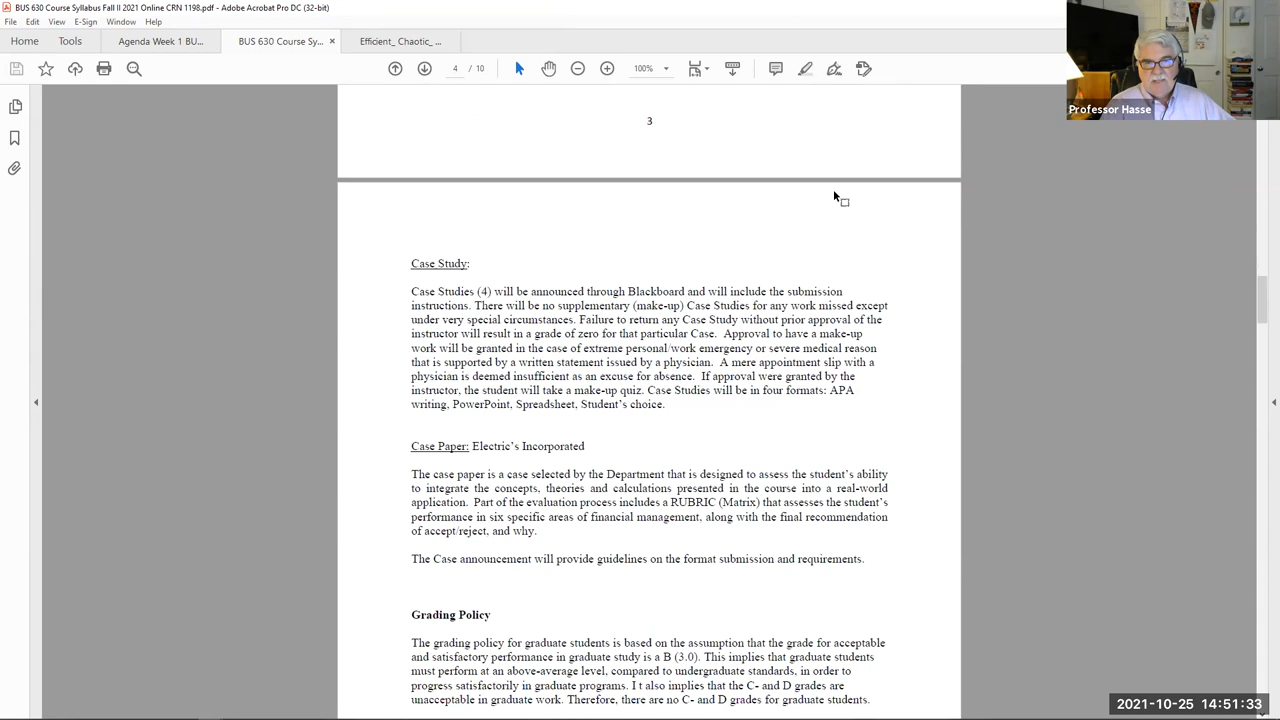 BUS 630 Course Syllabus Fall II 2021 Online CRN 1198.pdf - Adobe Acrobat Pro DC (32-bit)
File Edit View E-Sign Window Help
Home Tools Agenda Week 1 BU... BUS 630 Course Sy... × Efficient_ Chaotic_ ...
4 / 10 100%
Professor Hasse
3
Case Study:
Case Studies (4) will be announced through Blackboard and will include the submission
instructions. There will be no supplementary (make-up) Case Studies for any work missed except
under very special circumstances. Failure to return any Case Study without prior approval of the
instructor will result in a grade of zero for that particular Case. Approval to have a make-up
work will be granted in the case of extreme personal/work emergency or severe medical reason
that is supported by a written statement issued by a physician. A mere appointment slip with a
physician is deemed insufficient as an excuse for absence. If approval were granted by the
instructor, the student will take a make-up quiz. Case Studies will be in four formats: APA
writing, PowerPoint, Spreadsheet, Student's choice.
Case Paper: Electric's Incorporated
The case paper is a case selected by the Department that is designed to assess the student's ability
to integrate the concepts, theories and calculations presented in the course into a real-world
application. Part of the evaluation process includes a RUBRIC (Matrix) that assesses the student's
performance in six specific areas of financial management, along with the final recommendation
of accept/reject, and why.
The Case announcement will provide guidelines on the format submission and requirements.
Grading Policy
The grading policy for graduate students is based on the assumption that the grade for acceptable
and satisfactory performance in graduate study is a B (3.0). This implies that graduate students
must perform at an above-average level, compared to undergraduate standards, in order to
progress satisfactorily in graduate programs. I t also implies that the C- and D grades are
unacceptable in graduate work. Therefore, there are no C- and D grades for graduate students.
2021-10-25 14:51:33